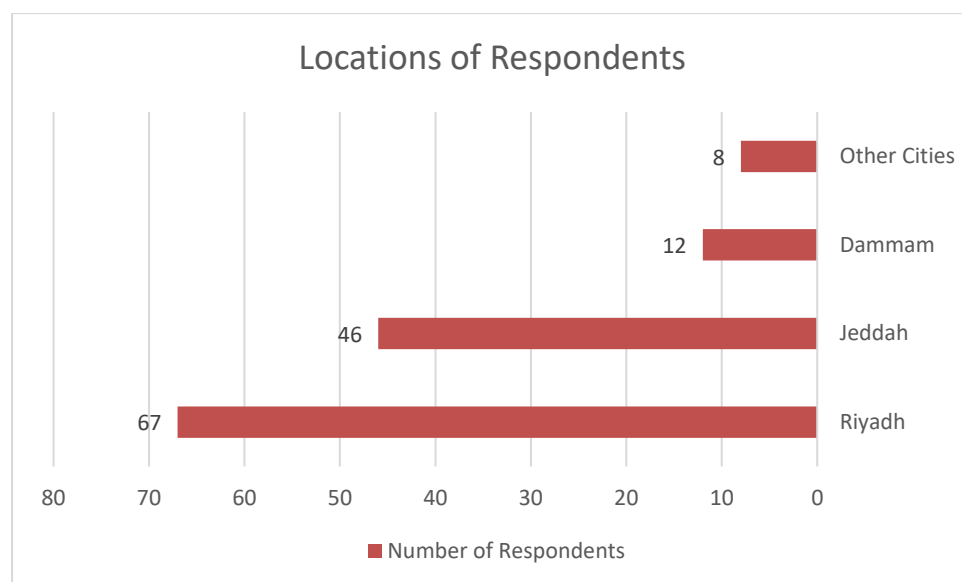 Locations of Respondents
8 Other Cities
12 Dammam
46 Jeddah
67 Riyadh
80 70 60 50 40 30 20 10 0
Number of Respondents